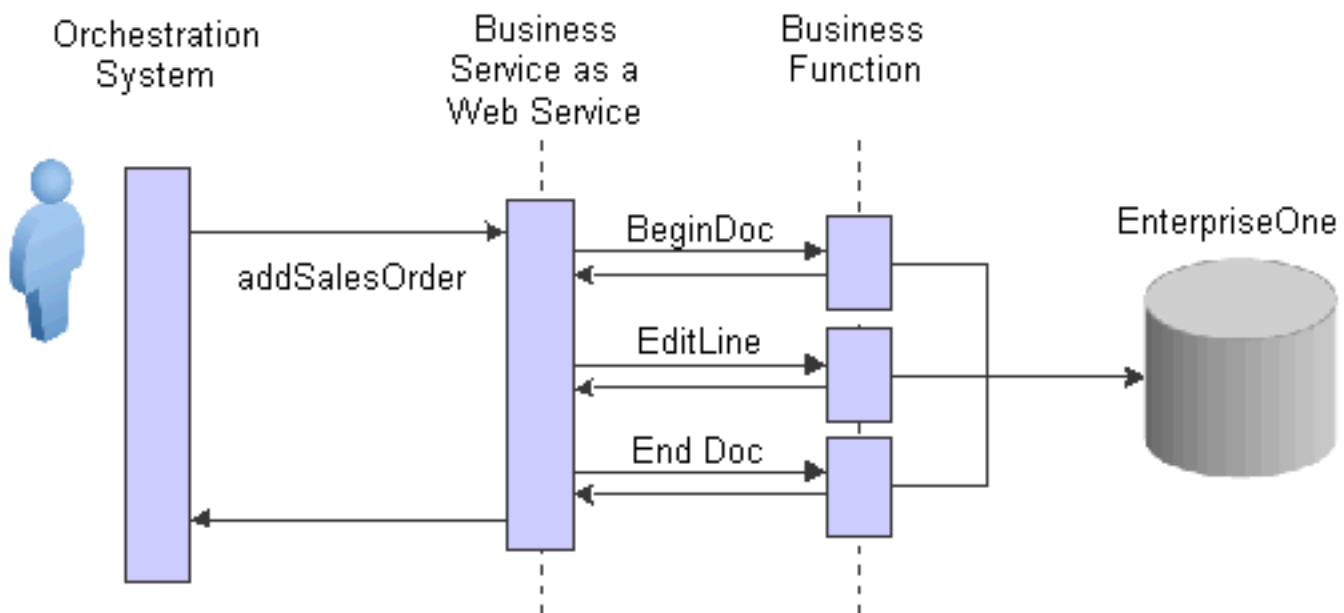 Orchestration
System
Business
Service as a
Web Service
Business
Function
BeginDoc
EnterpriseOne
addSalesOrder
EditLine
End Doc